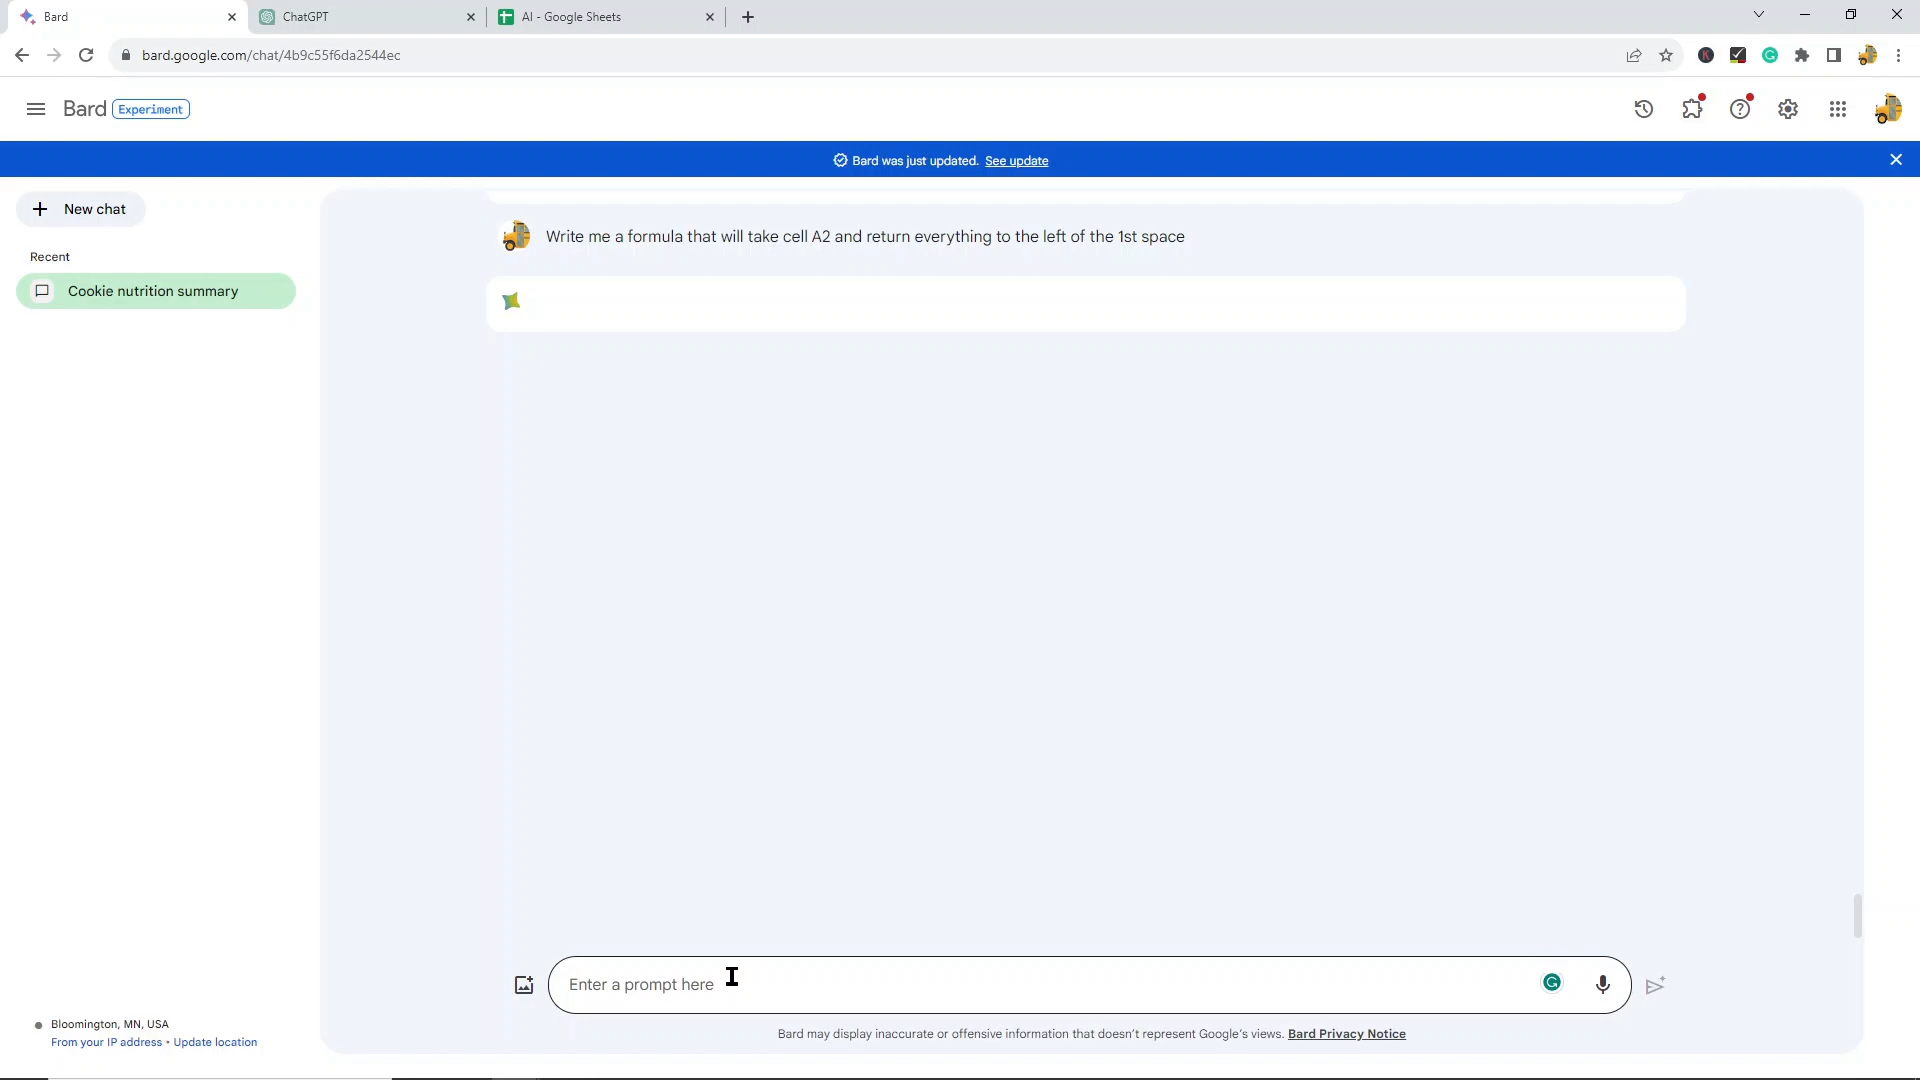 Bard
ChatGPT
AI - Google Sheets
bard.google.com/chat/4b9c55f6da2544ec
Bard Experiment
Bard was just updated. See update
New chat
Recent
Cookie nutrition summary
Write me a formula that will take cell A2 and return everything to the left of the 1st space
Enter a prompt here
Bloomington, MN, USA
From your IP address • Update location
Bard may display inaccurate or offensive information that doesn't represent Google's views. Bard Privacy Notice